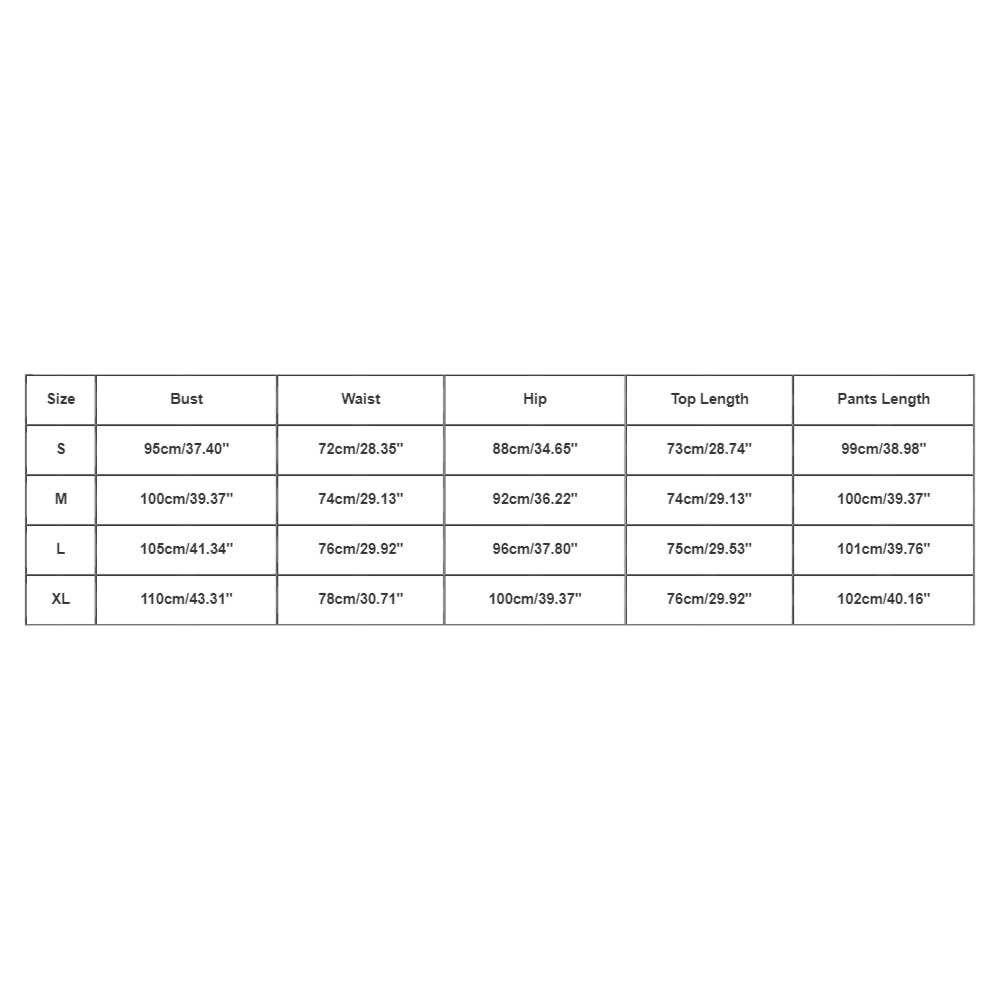 Size Bust Waist Hip Top Length Pants Length
S 95cm/37.40" 72cm/28.35" 88cm/34.65" 73cm/28.74" 99cm/38.98"
M 100cm/39.37" 74cm/29.13" 92cm/36.22" 74cm/29.13" 100cm/39.37"
L 105cm/41.34" 76cm/29.92" 96cm/37.80" 75cm/29.53" 101cm/39.76"
XL 110cm/43.31" 78cm/30.71" 100cm/39.37" 76cm/29.92" 102cm/40.16"